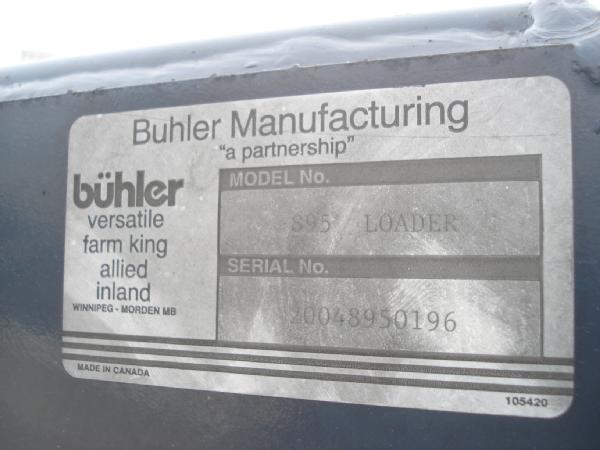 Buhler Manufacturing
"a partnership"
bühler
versatile
farm king
allied
inland
WINNIPEG - MORDEN MB
MODEL No.
895 LOADER
SERIAL No.
20048950196
MADE IN CANADA
105420